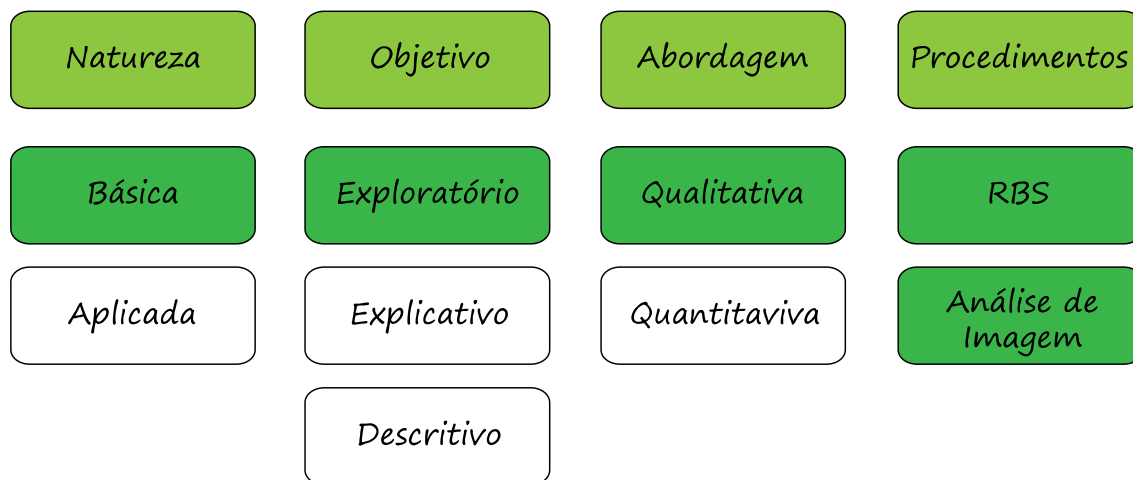 Natureza
Objetivo
Abordagem
Procedimentos
Básica
Exploratório
Qualitativa
RBS
Aplicada
Explicativo
Quantitaviva
Análise de
Imagem
Descritivo